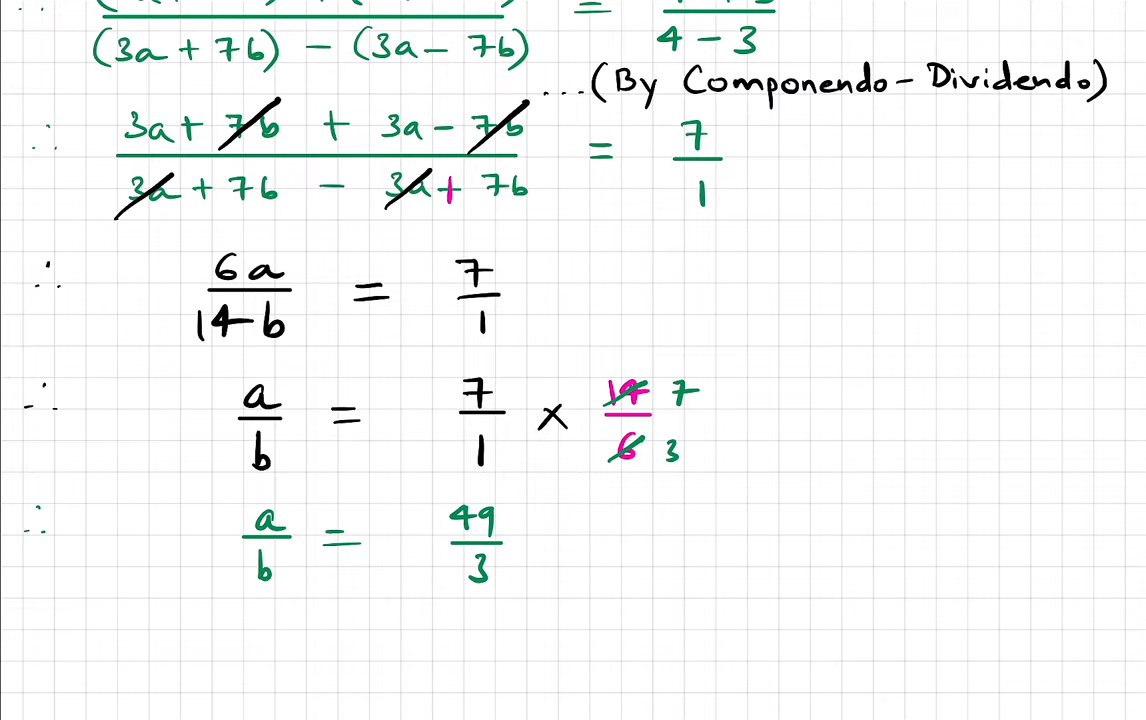 ∴ =
(3a + 7b) − (3a − 7b) 4 − 3
...(By Componendo - Dividendo)
∴ 3a + 7b + 3a − 7b = 7
3a + 7b − 3a + 7b 1
∴ 6a = 7
14b 1
∴ a = 7 × 14 7
b 1 6 3
∴ a = 49
b 3